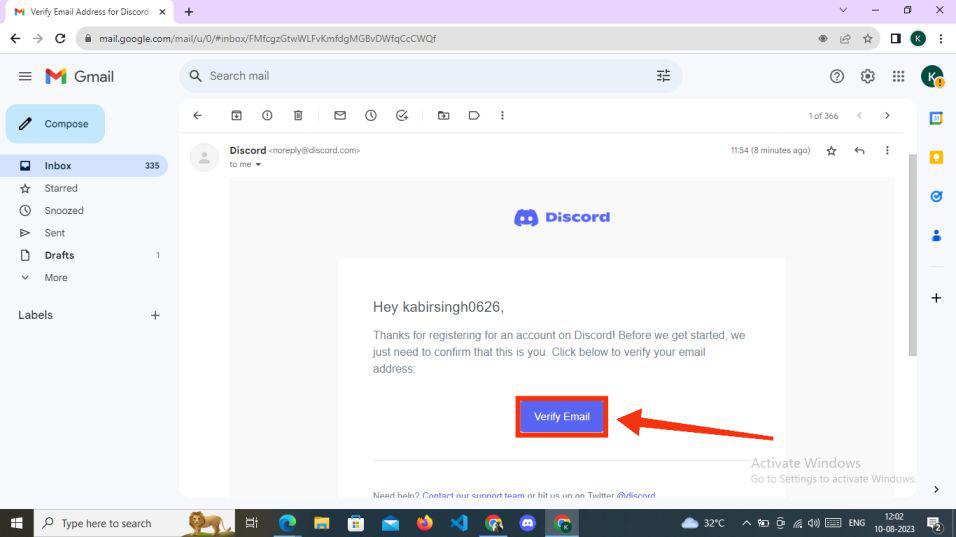 Verify Email Address for Discord
mail.google.com/mail/u/0/#inbox/FMfcgzGtwWLFvKmfdgMGBvDWfqCcCWQf
K
Gmail
Search mail
K
Compose
1 of 366
Inbox 335
Discord <noreply@discord.com>
11:54 (8 minutes ago)
to me
Starred
Snoozed
Sent
Drafts 1
More
Labels
Discord
Hey kabirsingh0626,
Thanks for registering for an account on Discord! Before we get started, we
just need to confirm that this is you. Click below to verify your email
address:
Verify Email
Activate Windows
Go to Settings to activate Windows.
Need help? Contact our support team or hit us up on Twitter @discord
Type here to search
32°C
ENG
12:02
10-08-2023
2